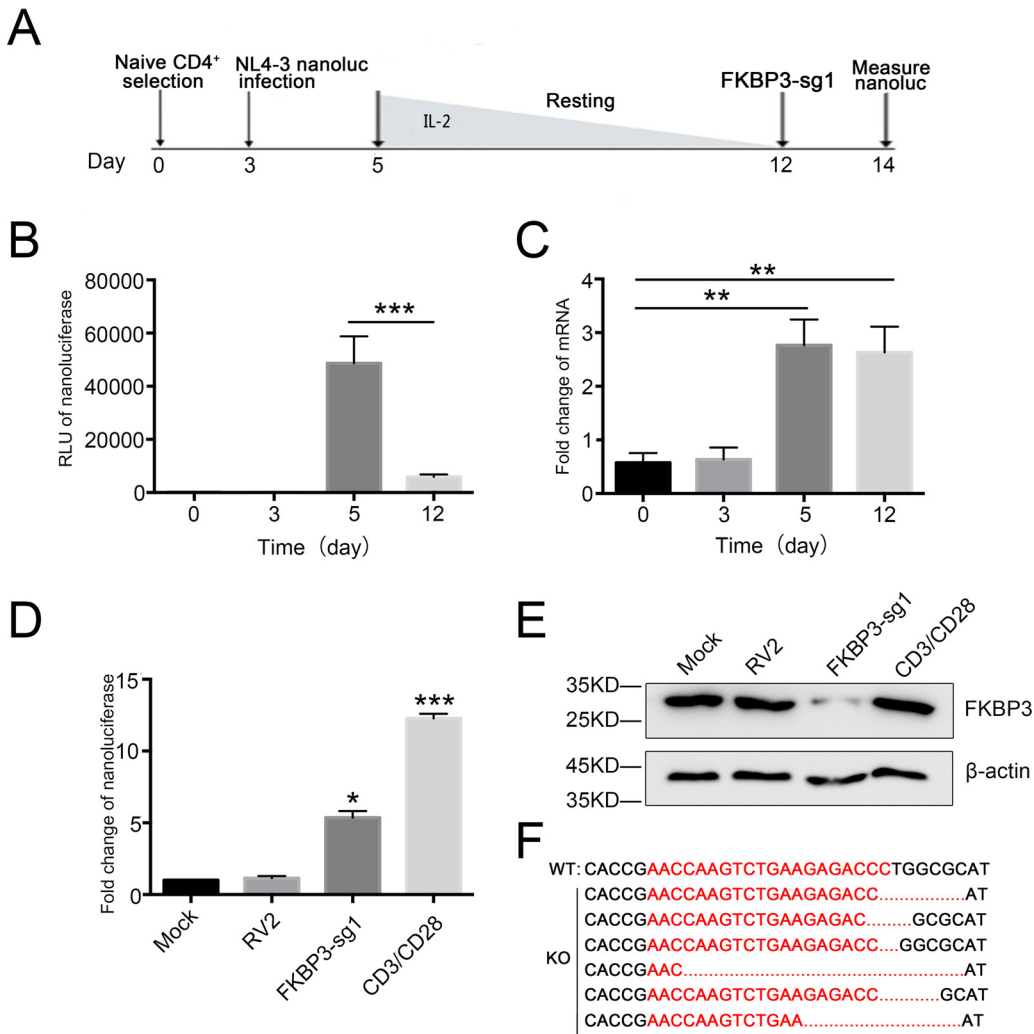 A
Naive CD4⁺
selection
NL4-3 nanoluc
infection
FKBP3-sg1
Measure
nanoluc
Resting
IL-2
Day 0 3 5 12 14
B
RLU of nanoluciferase
80000
60000
40000
20000
0
***
0 3 5 12
Time（day）
C
Fold change of mRNA
4
3
2
1
0
**
**
0 3 5 12
Time（day）
D
Fold change of nanoluciferase
15
10
5
0
*
***
Mock RV2 FKBP3-sg1 CD3/CD28
E
Mock RV2 FKBP3-sg1 CD3/CD28
35KD
25KD
FKBP3
45KD
35KD
β-actin
F
WT: CACCGAACCAAGTCTGAAGAGACCCTGGCGCAT
KO
CACCGAACCAAGTCTGAAGAGACC.................AT
CACCGAACCAAGTCTGAAGAGAC.........GCGCAT
CACCGAACCAAGTCTGAAGAGACC....GGCGCAT
CACCGAAC........................................................AT
CACCGAACCAAGTCTGAAGAGACC............GCAT
CACCGAACCAAGTCTGAA................................AT